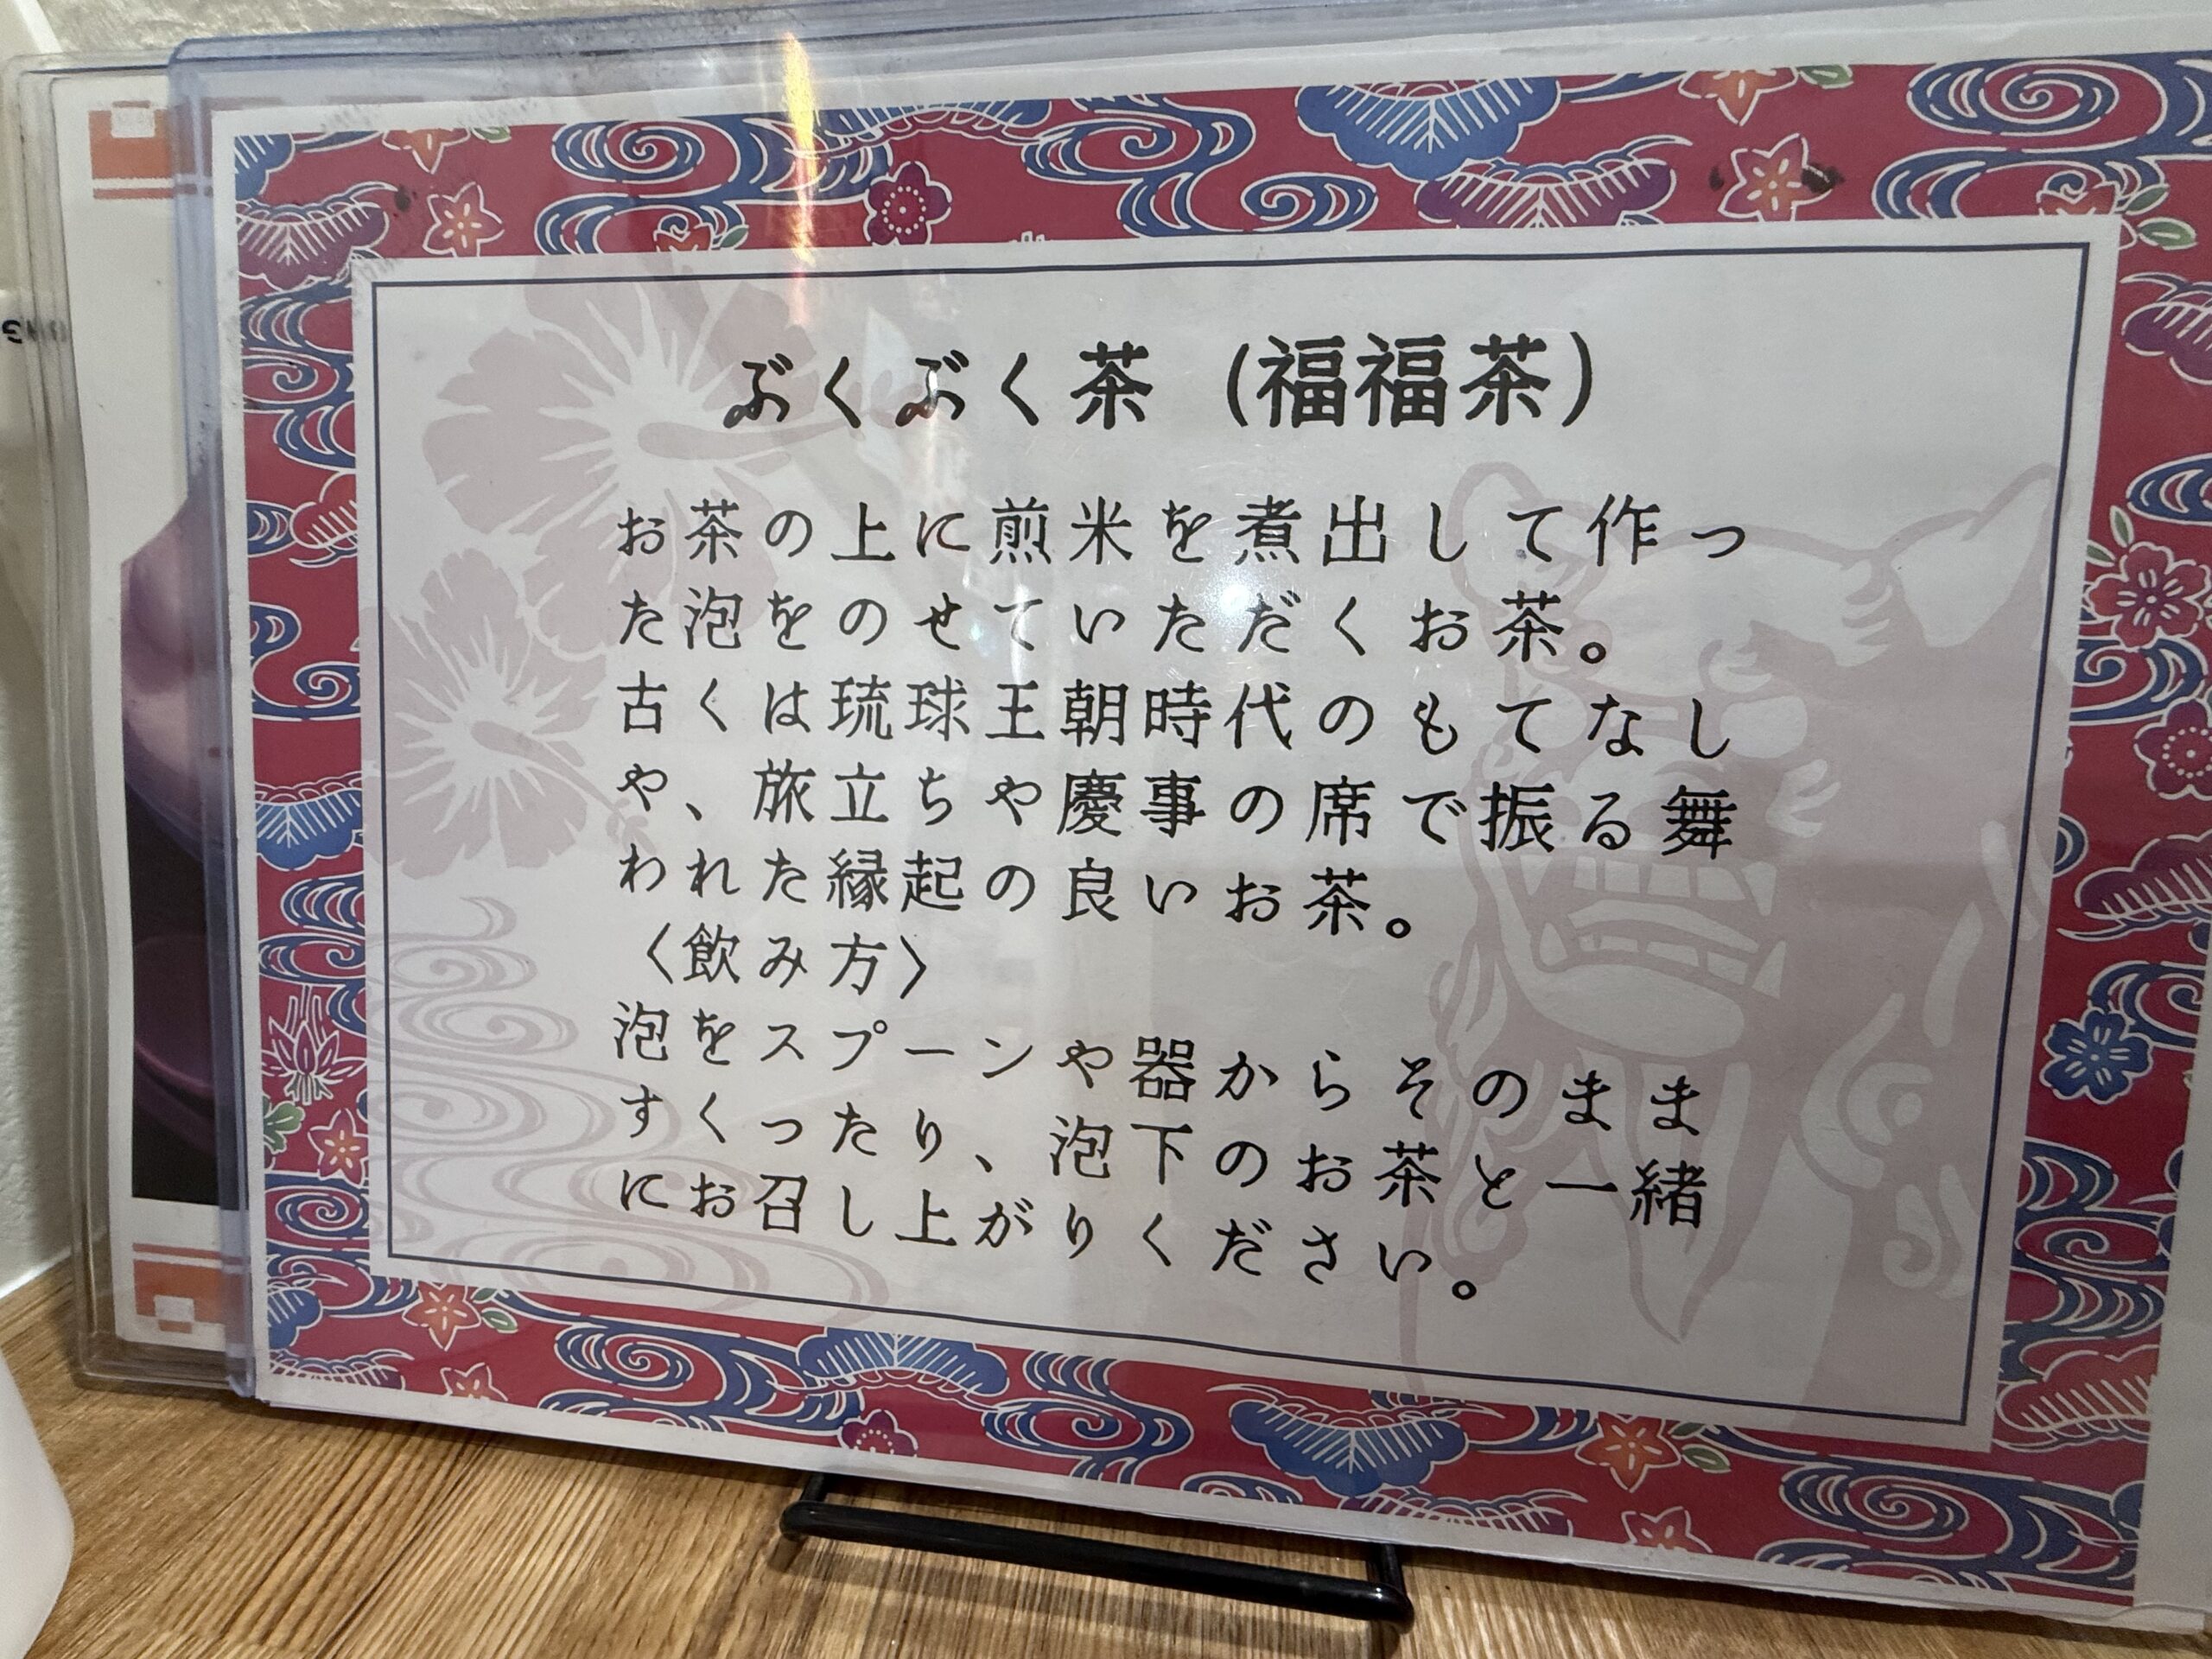 ぶくぶく茶（福福茶）
お茶の上に煎米を煮出して作っ
た泡をのせていただくお茶。
古くは琉球王朝時代のもてなし
や、旅立ちや慶事の席で振る舞
われた縁起の良いお茶。
〈飲み方〉
泡をスプーンや器からそのまま
すくったり、泡下のお茶と一緒
にお召し上がりください。